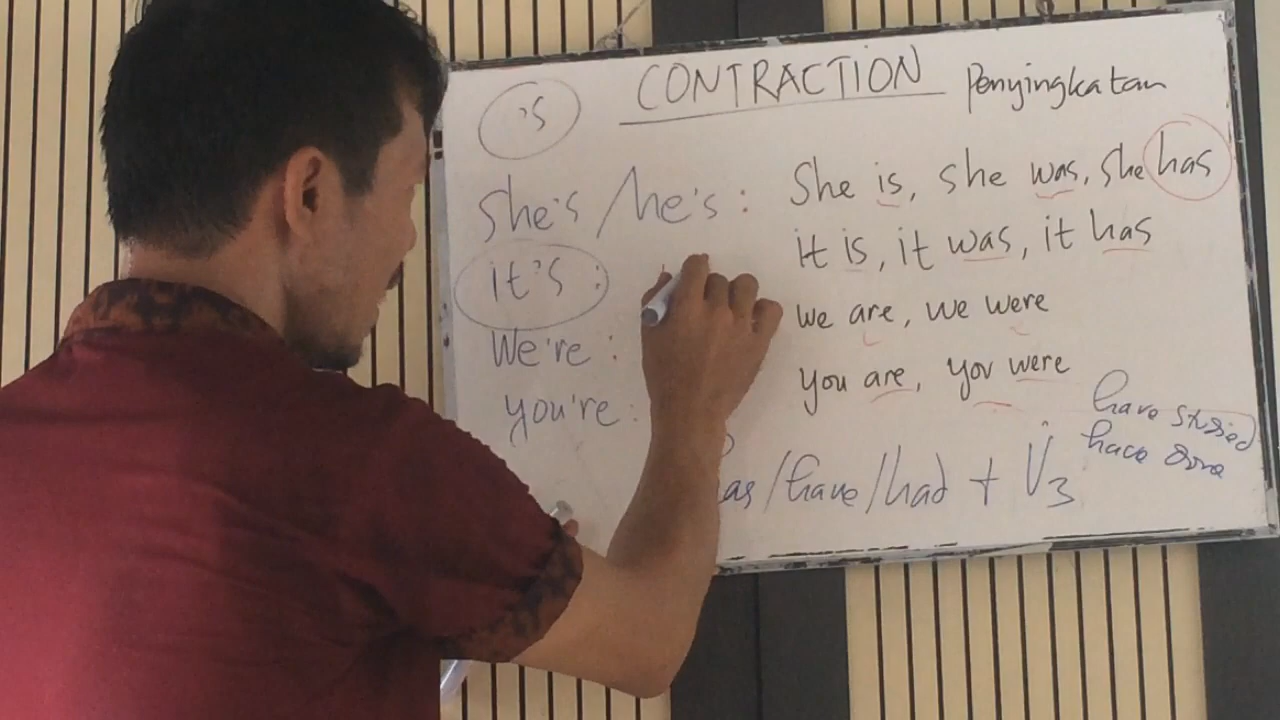 's CONTRACTION Penyingkatan
She's / he's : She is, she was, she has
it's : it is, it was, it has
We're : we are, we were
you're : you are, you were
have studied
have done
as / have / had + V3